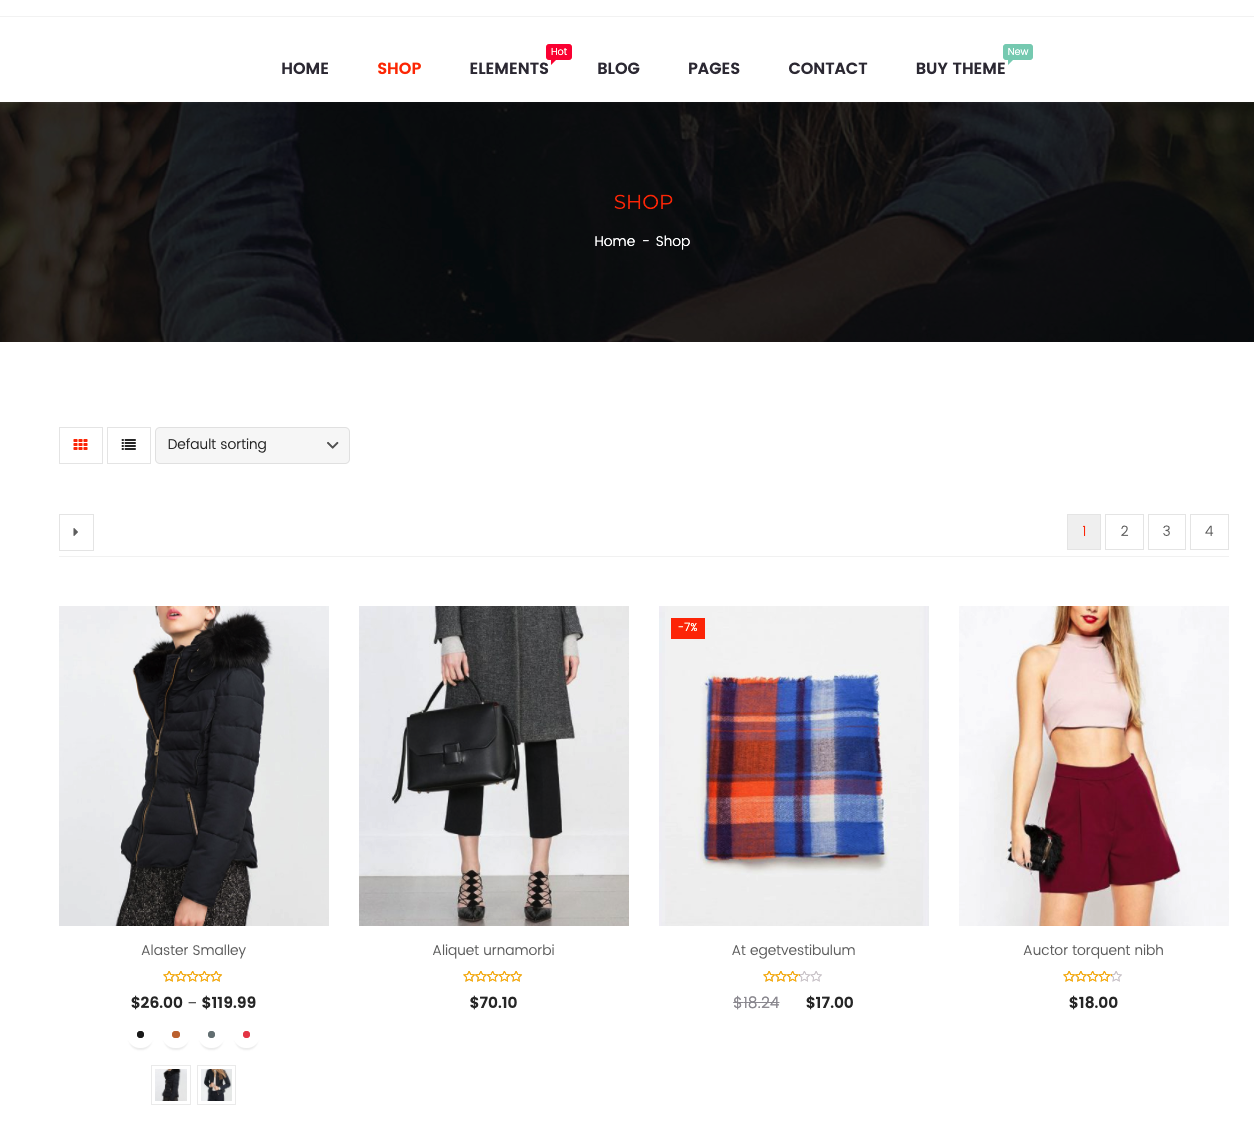 Hot
New
HOME SHOP ELEMENTS BLOG PAGES CONTACT BUY THEME
SHOP
Home - Shop
Default sorting
1 2 3 4
-7%
Alaster Smalley
$26.00 – $119.99
Aliquet urnamorbi
$70.10
At egetvestibulum
$18.24 $17.00
Auctor torquent nibh
$18.00